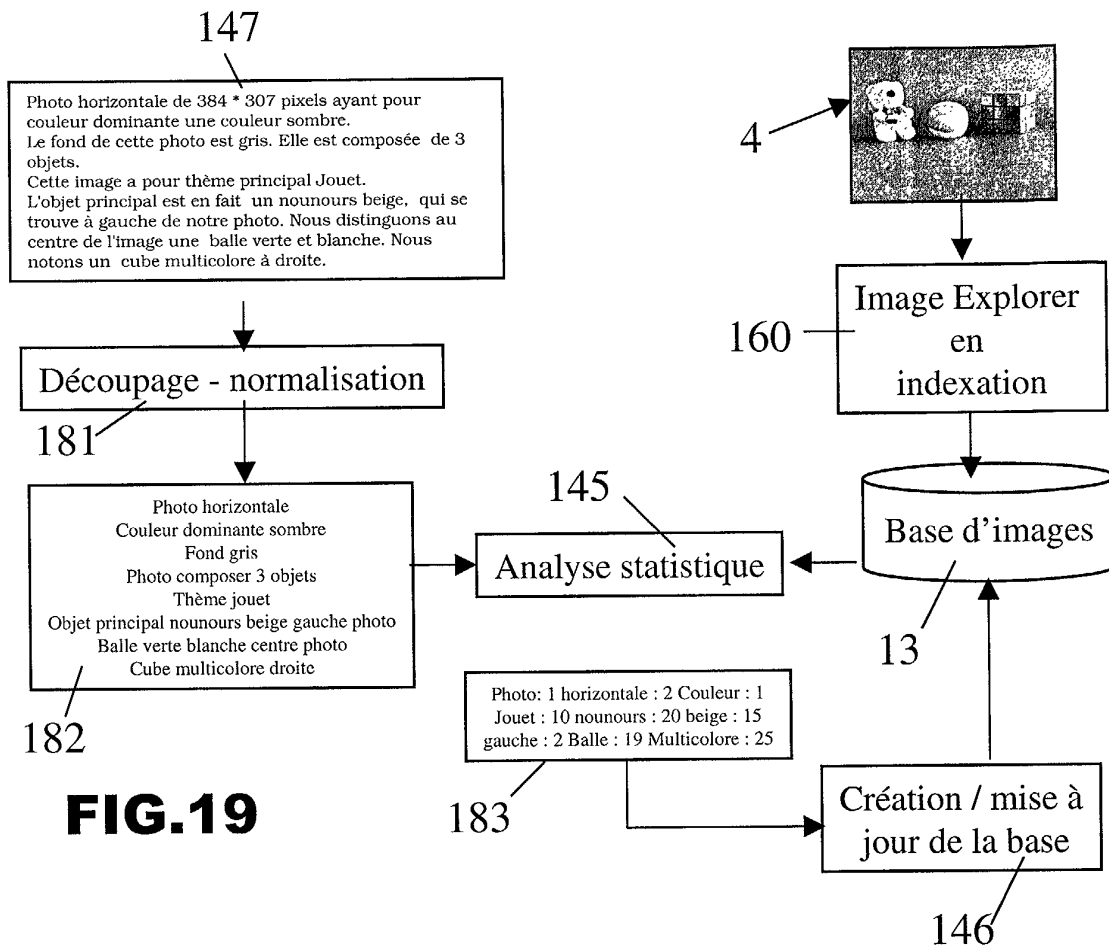 147
Photo horizontale de 384 * 307 pixels ayant pour
couleur dominante une couleur sombre.
Le fond de cette photo est gris. Elle est composée de 3
objets.
Cette image a pour thème principal Jouet.
L'objet principal est en fait un nounours beige, qui se
trouve à gauche de notre photo. Nous distinguons au
centre de l'image une balle verte et blanche. Nous
notons un cube multicolore à droite.
4
Découpage - normalisation
181
Image Explorer
en
indexation
160
Photo horizontale
Couleur dominante sombre
Fond gris
Photo composer 3 objets
Thème jouet
Objet principal nounours beige gauche photo
Balle verte blanche centre photo
Cube multicolore droite
182
145
Analyse statistique
Base d’images
13
Photo: 1 horizontale : 2 Couleur : 1
Jouet : 10 nounours : 20 beige : 15
gauche : 2 Balle : 19 Multicolore : 25
183
Création / mise à
jour de la base
146
FIG.19